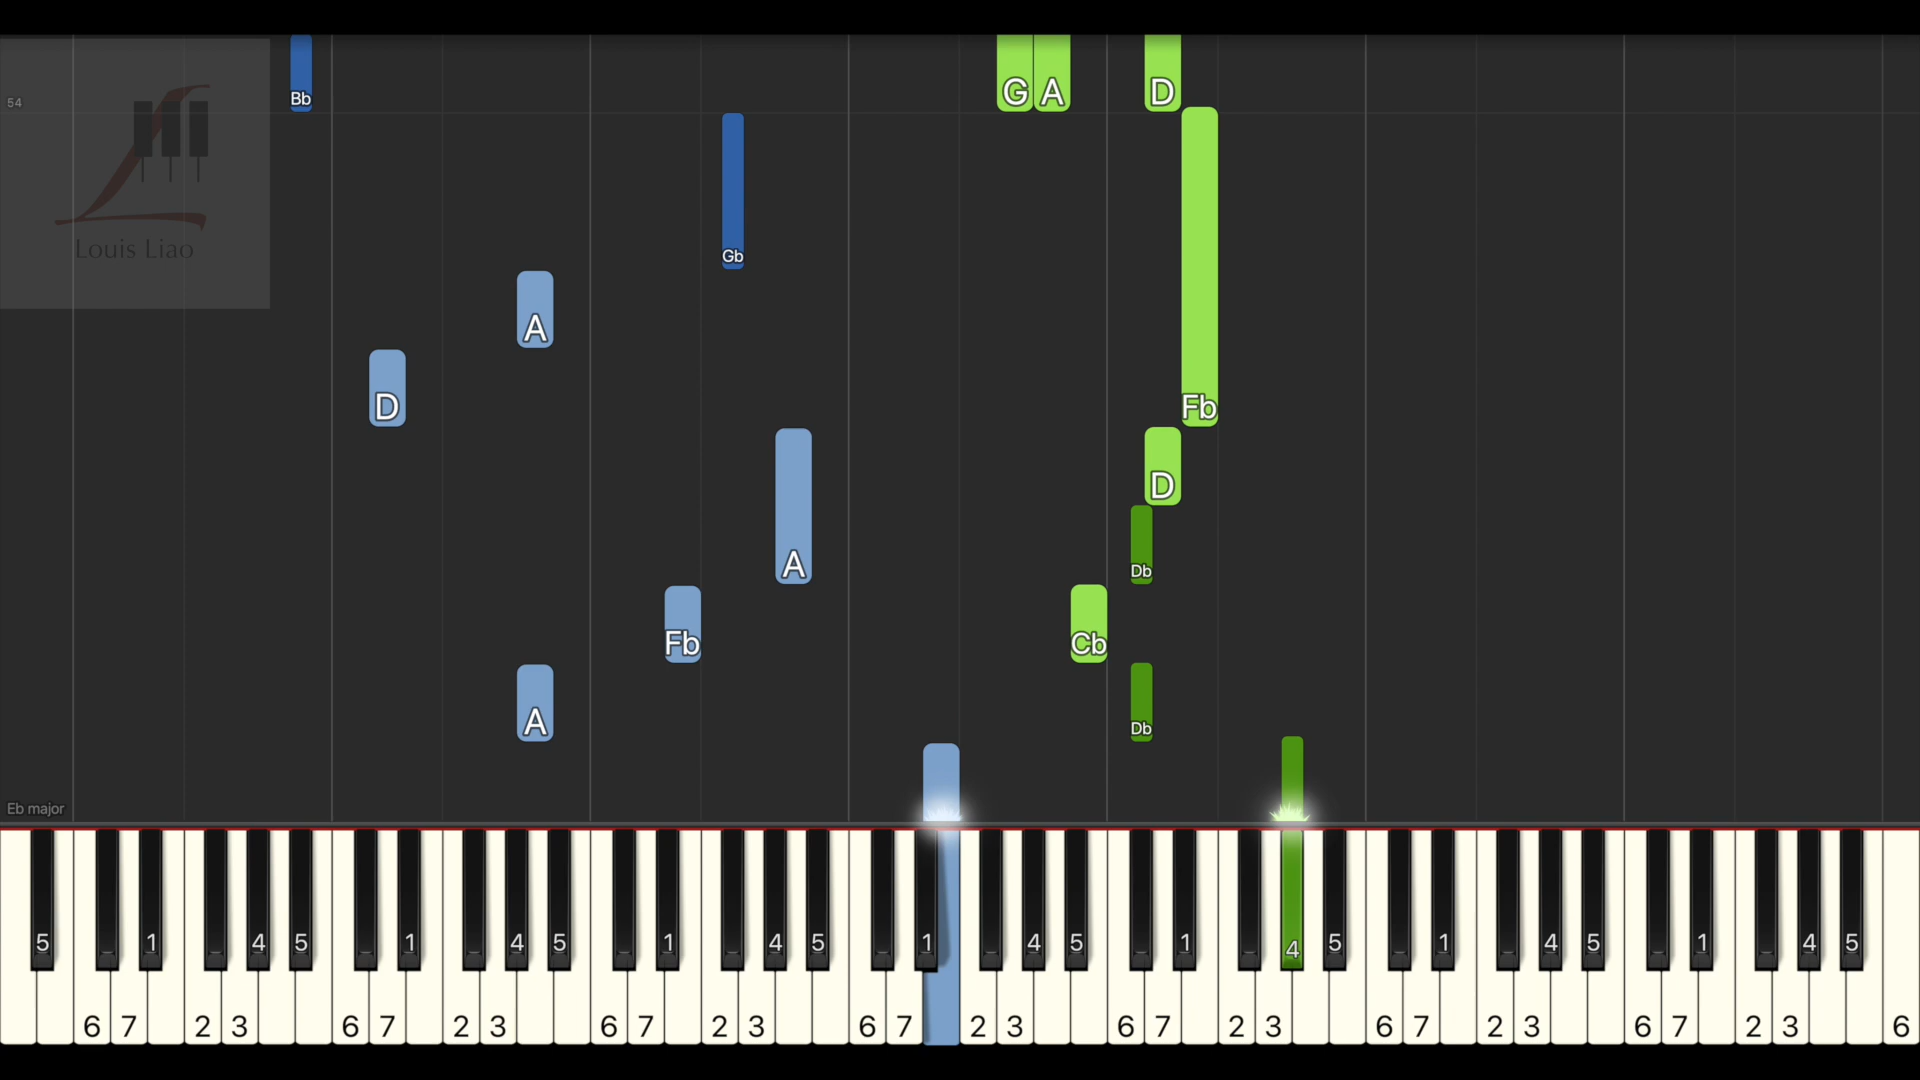 Bb
G A D
54
Louis Liao
Gb
A
D
Fb
D
A
Db
Fb
Cb
A
Db
Eb major
5 1 4 5 1 4 5 1 4 5 1 4 5 1 4 5 1 4 5 1 4 5
6 7 2 3 6 7 2 3 6 7 2 3 6 7 2 3 6 7 2 3 6 7 2 3 6 7 2 3 6